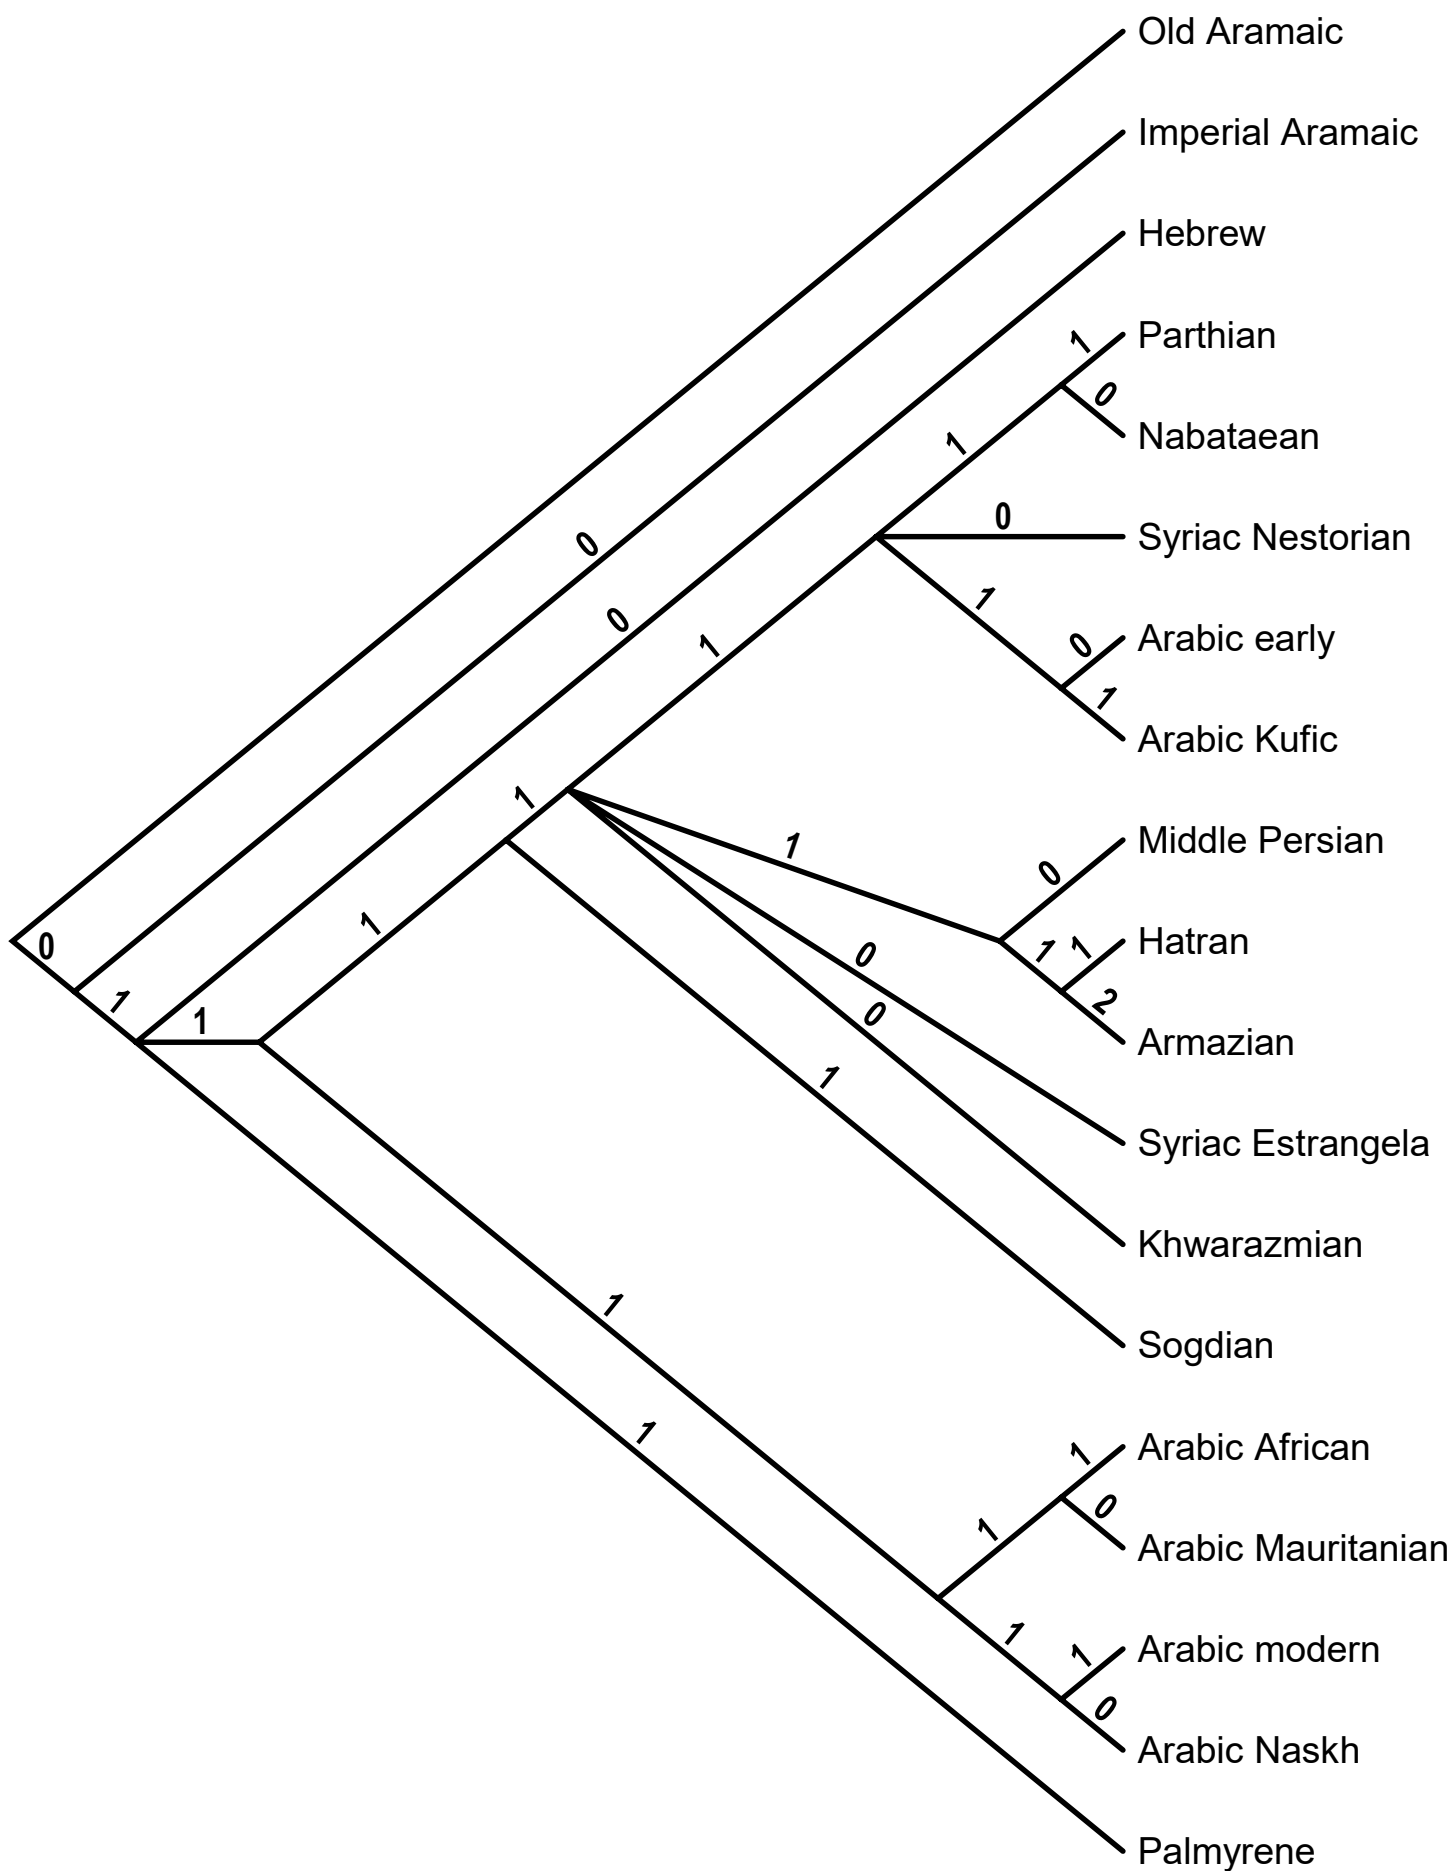 Old Aramaic
Imperial Aramaic
Hebrew
1 Parthian
0
1 Nabataean
0 Syriac Nestorian
0
1
0 Arabic early
0
1
1 Arabic Kufic
1
1 Middle Persian
0
1 1 Hatran
1 0
0
1 2
0
1 Armazian
1
Syriac Estrangela
Khwarazmian
1
Sogdian
1
1 Arabic African
0
1
Arabic Mauritanian
1 1 Arabic modern
0
Arabic Naskh
Palmyrene